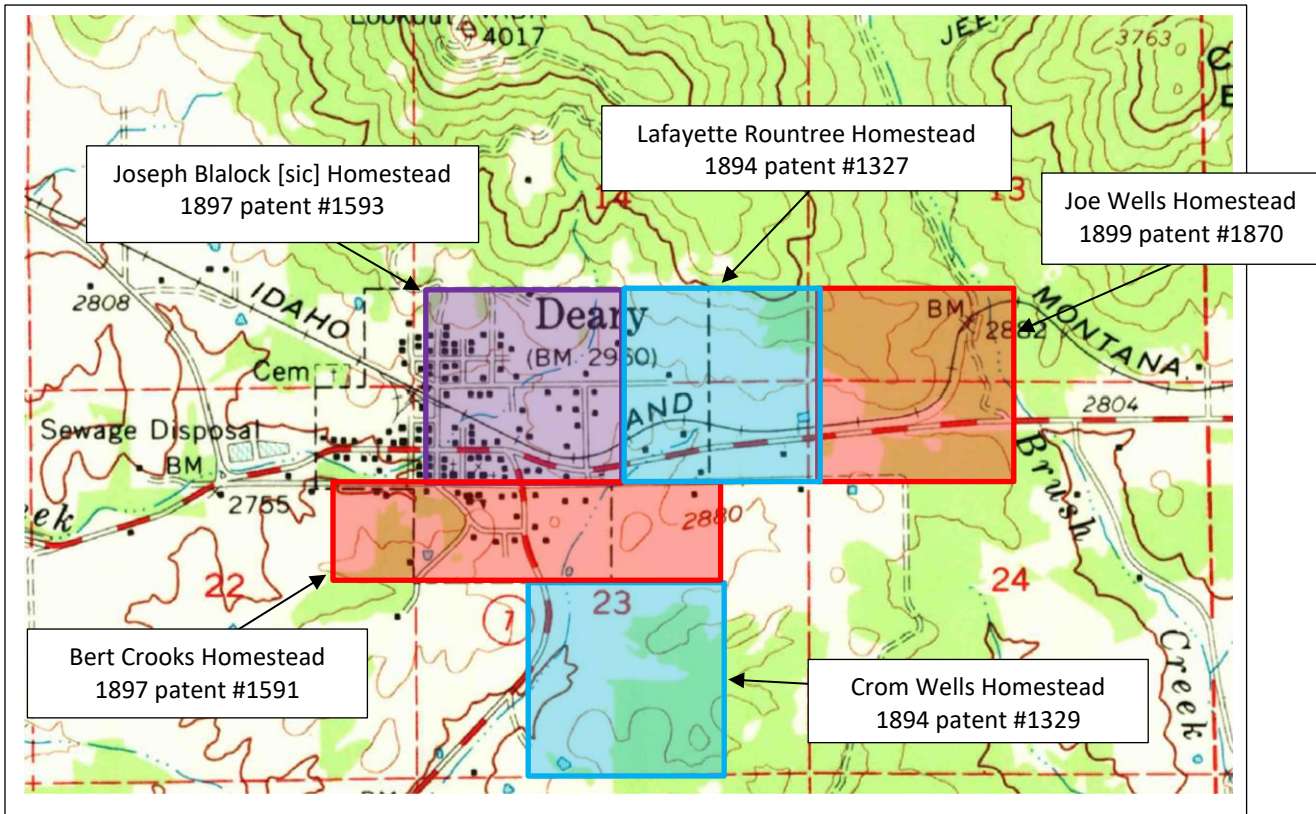 4017
JEEP
3763
Lafayette Rountree Homestead
1894 patent #1327
Joseph Blalock [sic] Homestead
1897 patent #1593
14
13
Joe Wells Homestead
1899 patent #1870
2808
IDAHO
Deary
(BM 2960)
BM
2882
MONTANA
Cem
AND
2804
Sewage Disposal
BM
2755
2880
Brush
22
23
24
7
Creek
Bert Crooks Homestead
1897 patent #1591
Crom Wells Homestead
1894 patent #1329